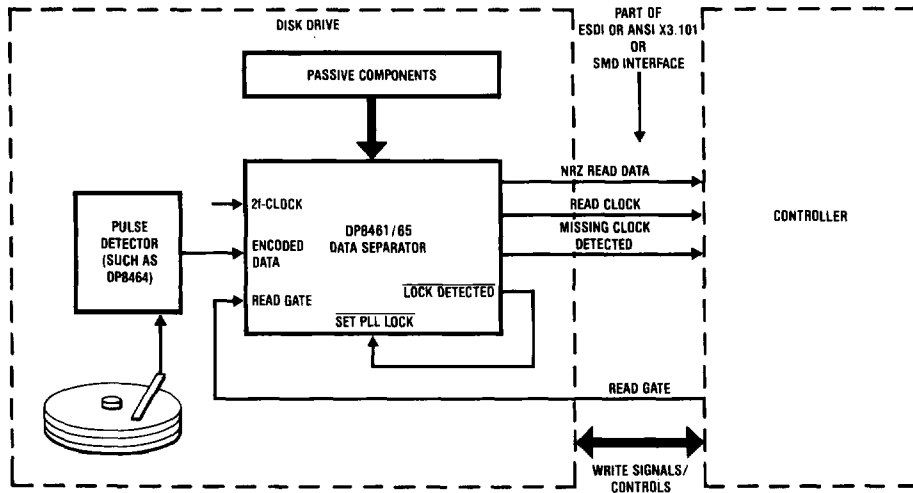 DISK DRIVE
PART OF
ESDI OR ANSI X3.101
OR
SMD INTERFACE
PASSIVE COMPONENTS
NRZ READ DATA
2f-CLOCK
READ CLOCK
CONTROLLER
PULSE
DETECTOR
(SUCH AS
DP8464)
DP8461/65
DATA SEPARATOR
MISSING CLOCK
DETECTED
ENCODED
DATA
READ GATE
LOCK DETECTED
SET PLL LOCK
READ GATE
WRITE SIGNALS/
CONTROLS